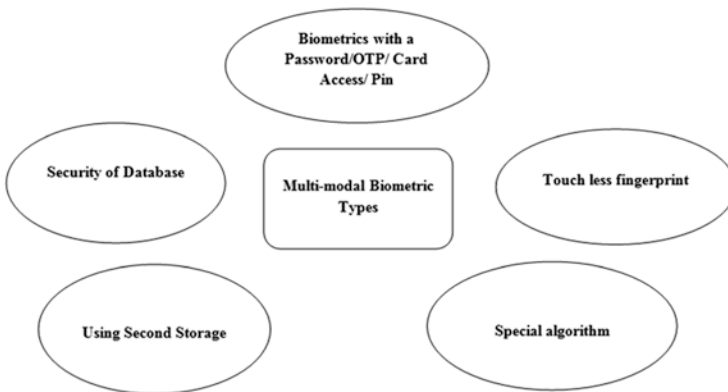 Biometrics with a
Password/OTP/ Card
Access/ Pin
Security of Database
Multi-modal Biometric
Types
Touch less fingerprint
Using Second Storage
Special algorithm